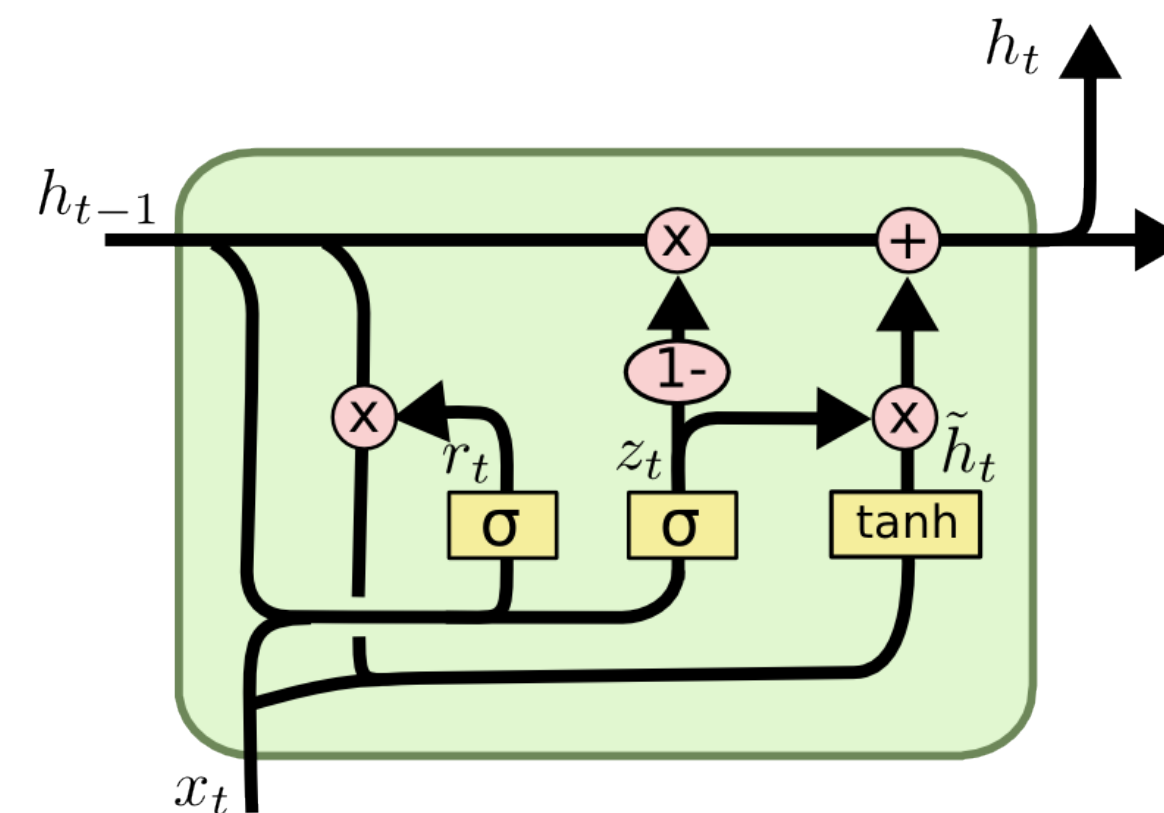 h_t
h_{t-1}
x +
1-
x x
r_t z_t h̃_t
σ σ tanh
x_t